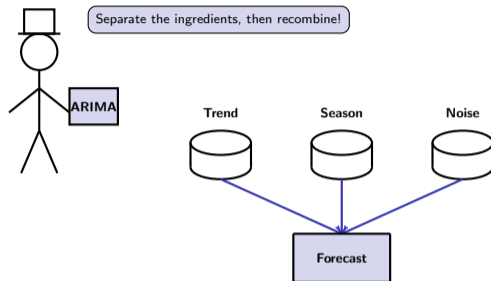 Separate the ingredients, then recombine!
ARIMA
Trend
Season
Noise
Forecast